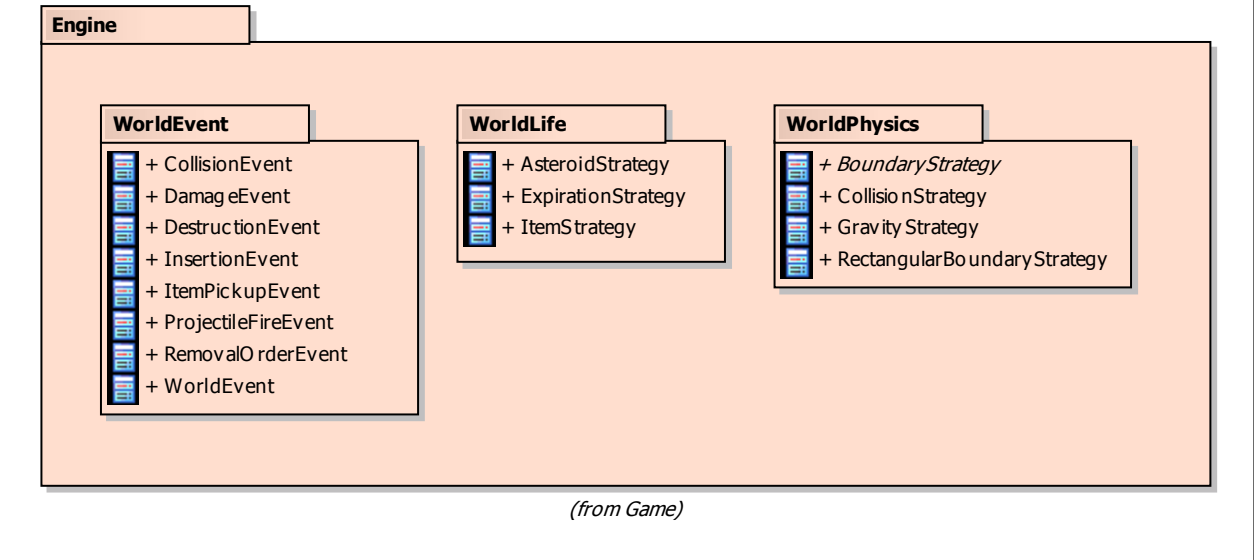 Engine
WorldEvent
+ CollisionEvent
+ DamageEvent
+ DestructionEvent
+ InsertionEvent
+ ItemPickupEvent
+ ProjectileFireEvent
+ RemovalOrderEvent
+ WorldEvent
WorldLife
+ AsteroidStrategy
+ ExpirationStrategy
+ ItemStrategy
WorldPhysics
+ BoundaryStrategy
+ CollisionStrategy
+ GravityStrategy
+ RectangularBoundaryStrategy
(from Game)